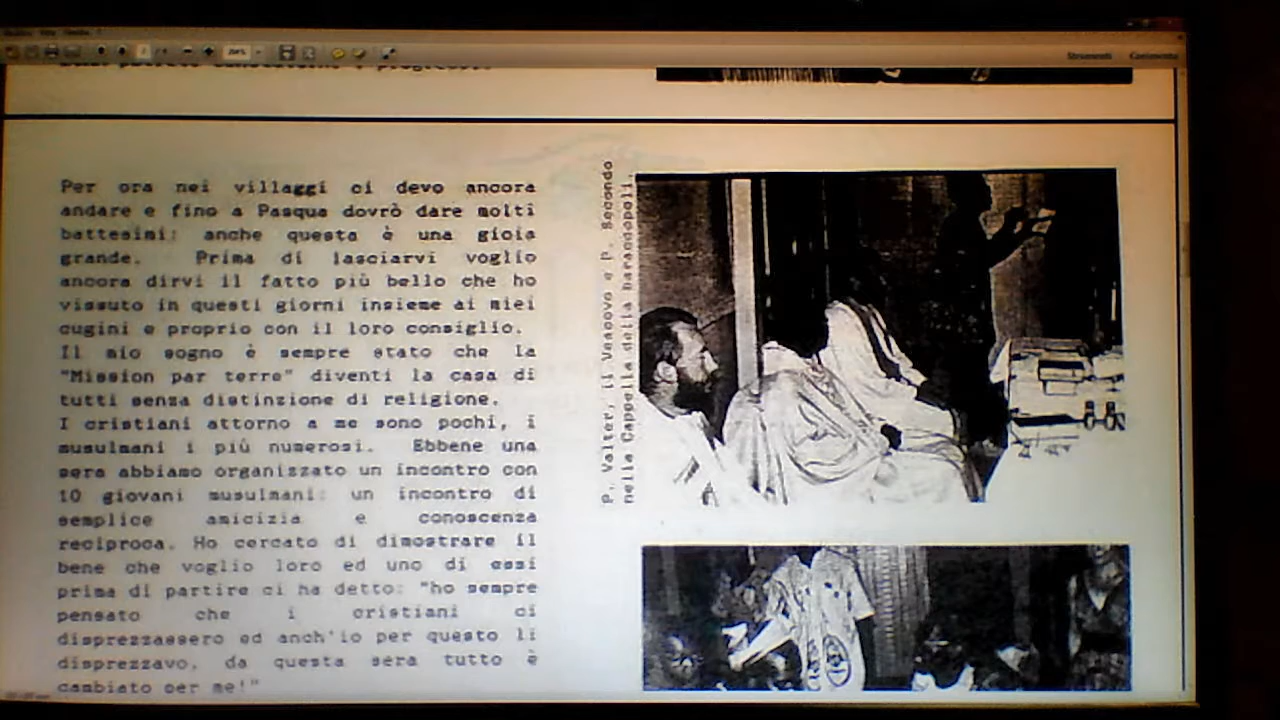 Strumenti Commento
Per ora nei villaggi ci devo ancora
andare e fino a Pasqua dovrò dare molti
battesimi: anche questa è una gioia
grande. Prima di lasciarvi voglio
ancora dirvi il fatto più bello che ho
vissuto in questi giorni insieme ai miei
cugini e proprio con il loro consiglio.
Il mio sogno è sempre stato che la
"Mission par terre" diventi la casa di
tutti senza distinzione di religione.
I cristiani attorno a me sono pochi, i
musulmani i più numerosi. Ebbene una
sera abbiamo organizzato un incontro con
10 giovani musulmani: un incontro di
semplice amicizia e conoscenza
reciproca. Ho cercato di dimostrare il
bene che voglio loro ed uno di essi
prima di partire ci ha detto: "ho sempre
pensato che i cristiani ci
disprezzassero ed anch'io per questo li
disprezzavo, da questa sera tutto è
cambiato per me!"
P. Valter, il Vescovo e P. Secondo
nella Cappella della baraccopoli.